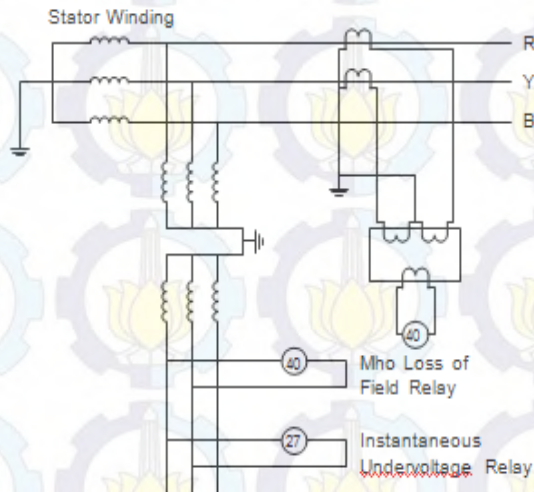 Stator Winding
R
Y
B
40
40
Mho Loss of
Field Relay
27
Instantaneous
Undervoltage Relay